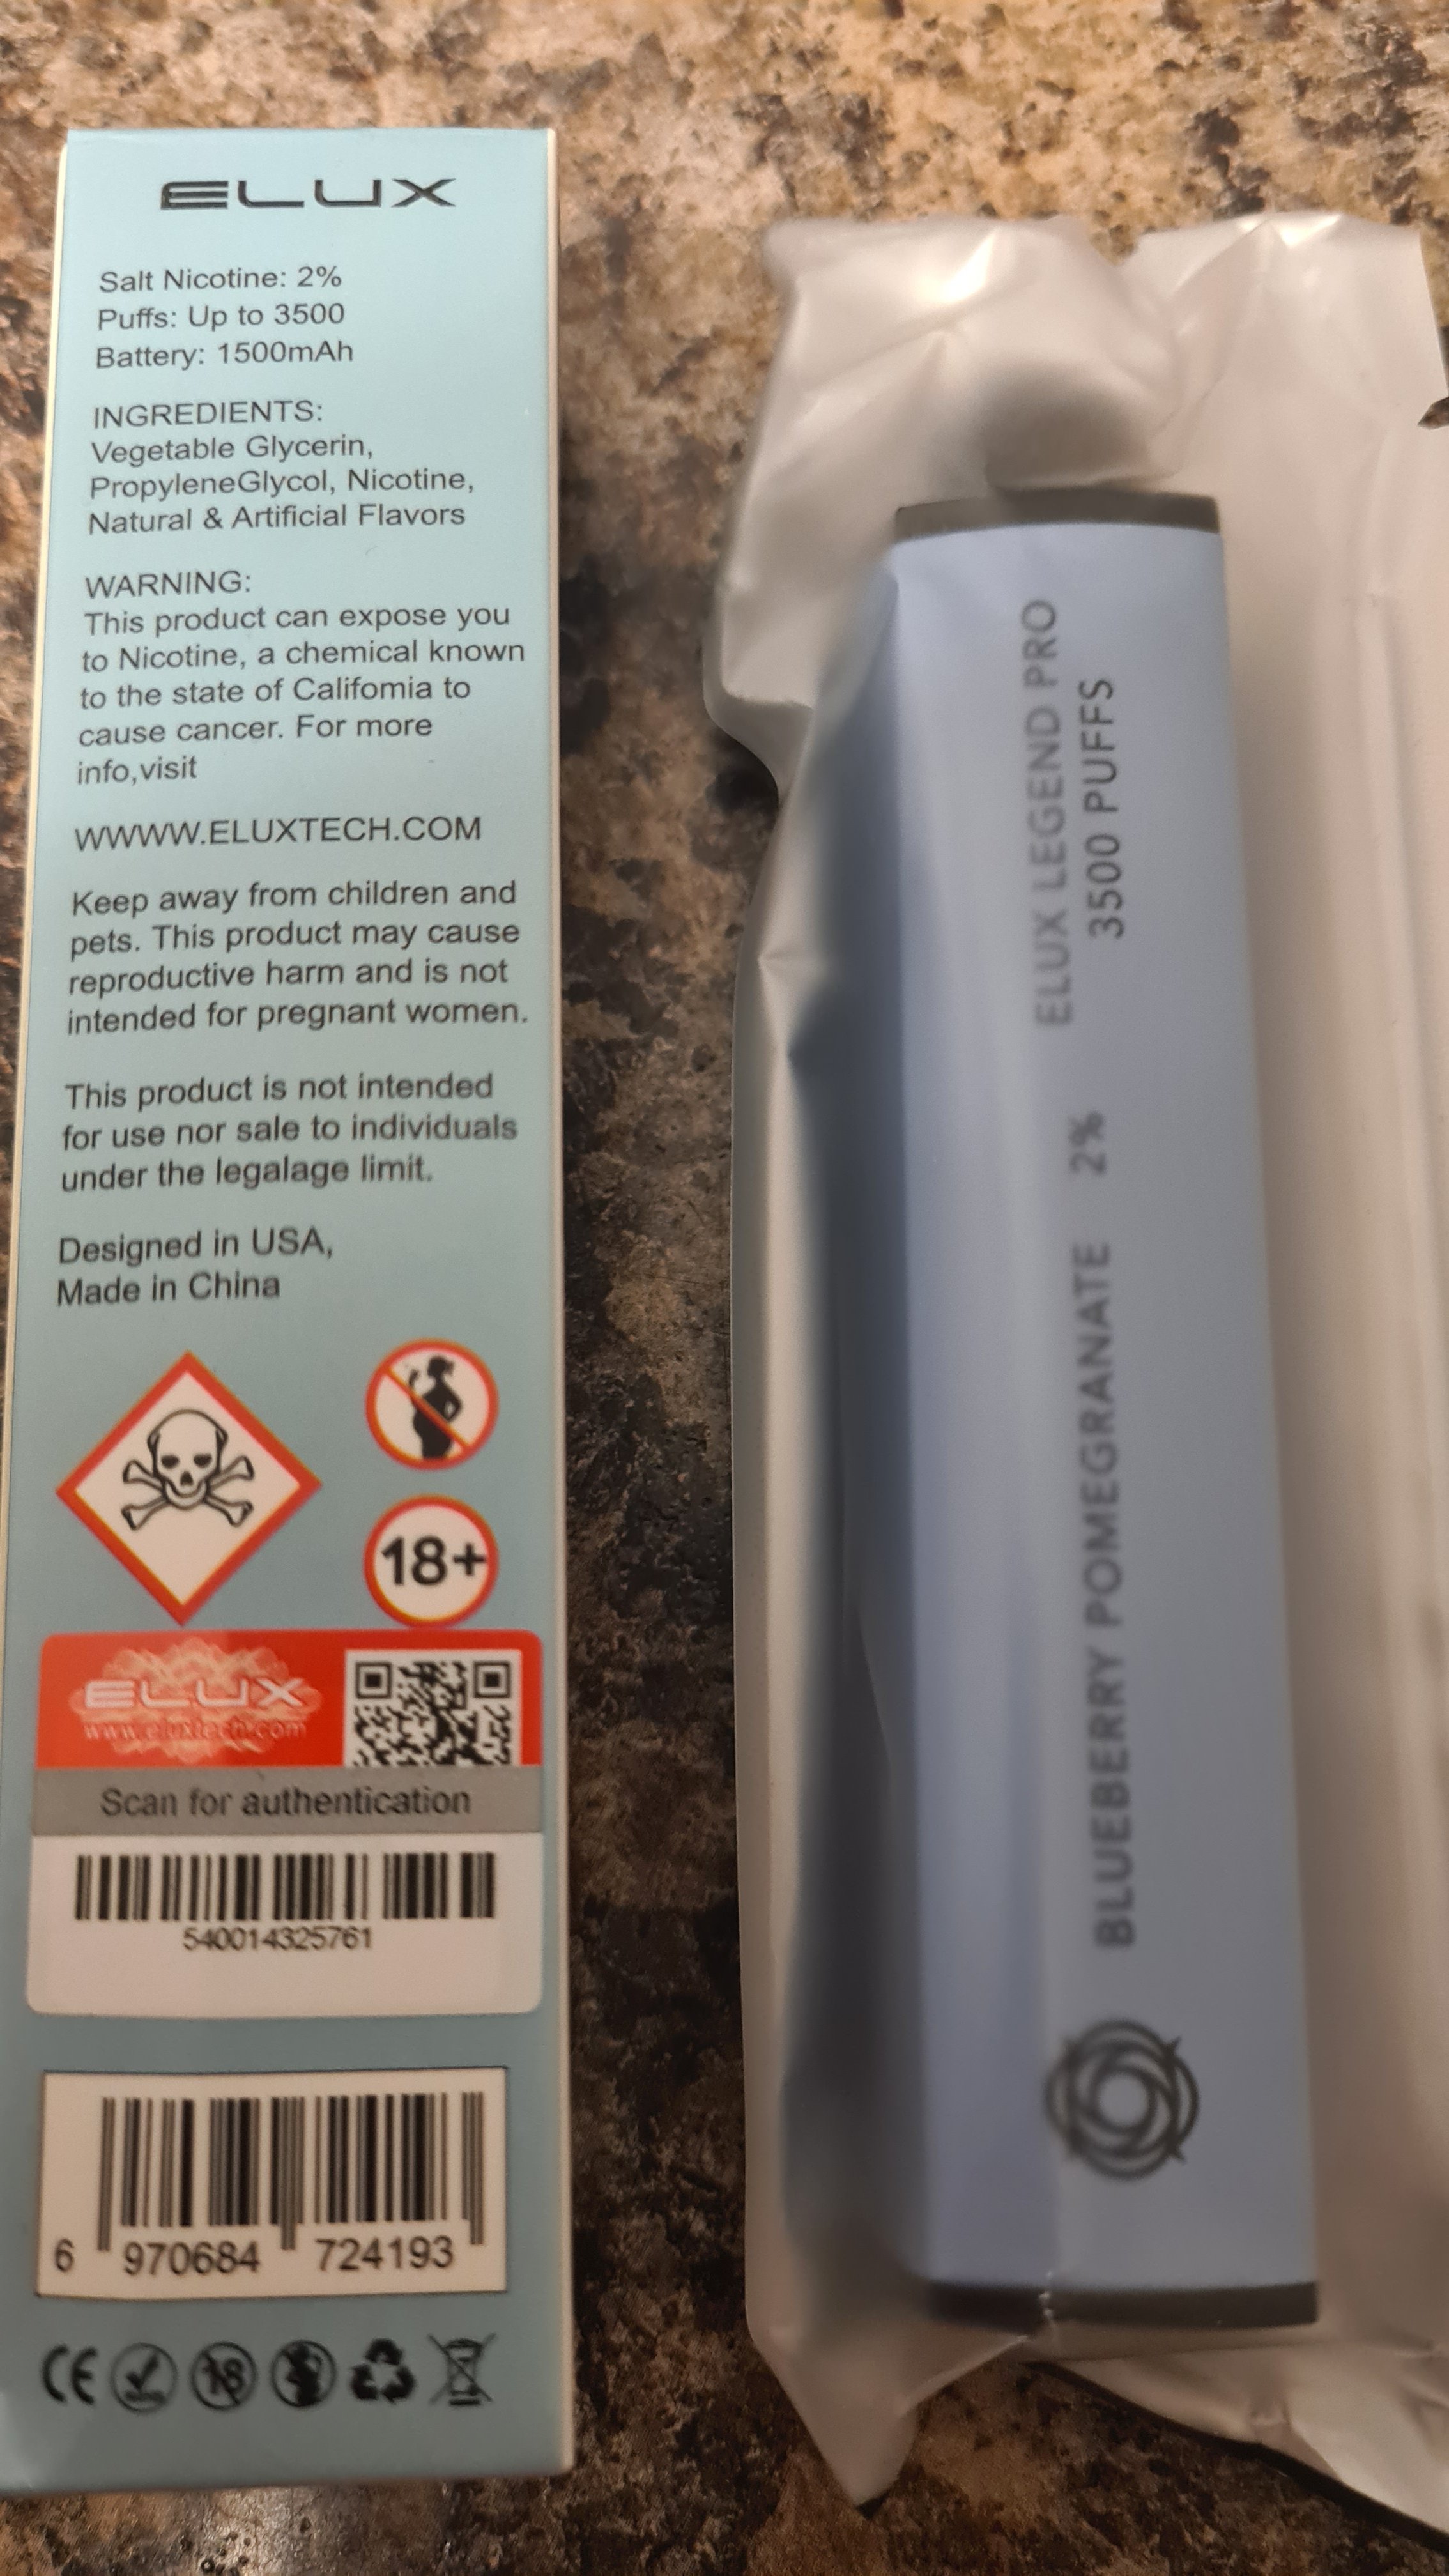 ELUX
Salt Nicotine: 2%
Puffs: Up to 3500
Battery: 1500mAh
INGREDIENTS:
Vegetable Glycerin,
PropyleneGlycol, Nicotine,
Natural & Artificial Flavors
WARNING:
This product can expose you
to Nicotine, a chemical known
to the state of Califomia to
cause cancer. For more
info,visit
WWWW.ELUXTECH.COM
Keep away from children and
pets. This product may cause
reproductive harm and is not
intended for pregnant women.
This product is not intended
for use nor sale to individuals
under the legalage limit.
Designed in USA,
Made in China
18+
ELUX
www.eluxtech.com
Scan for authentication
540014325761
6 970684 724193
CE
18
ELUX LEGEND PRO
3500 PUFFS
BLUEBERRY POMEGRANATE 2%